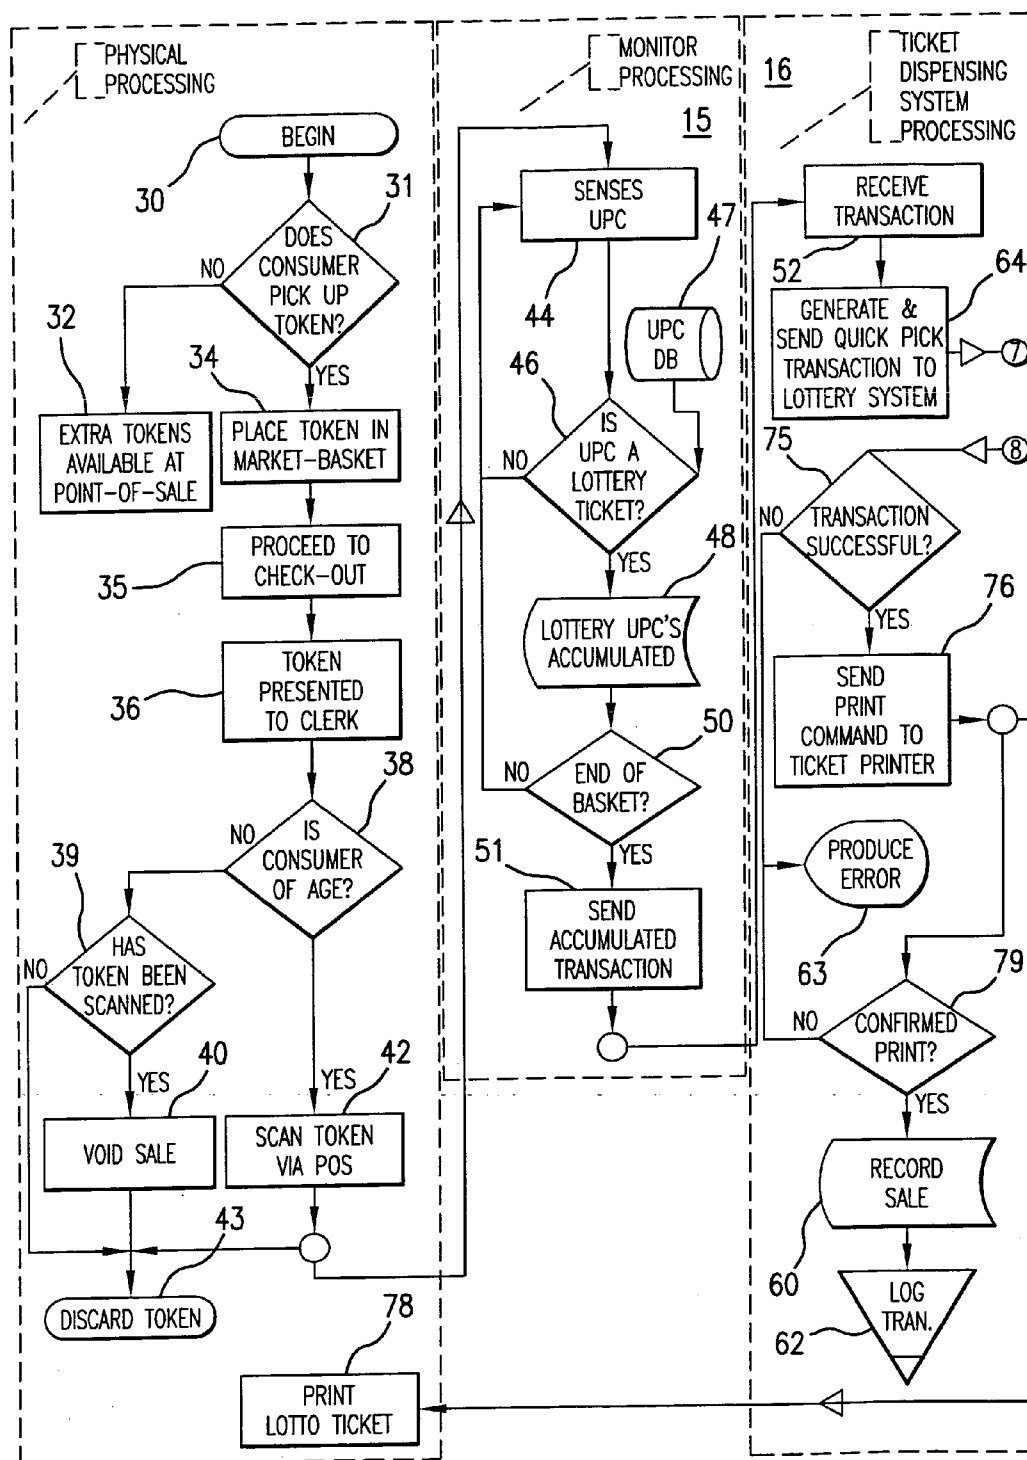 PHYSICAL
PROCESSING
BEGIN
30
31
DOES
CONSUMER
PICK UP
TOKEN?
NO
YES
32
34
EXTRA TOKENS
AVAILABLE AT
POINT-OF-SALE
PLACE TOKEN IN
MARKET-BASKET
PROCEED TO
CHECK-OUT
35
TOKEN
PRESENTED
TO CLERK
36
38
IS
CONSUMER
OF AGE?
NO
39
HAS
TOKEN BEEN
SCANNED?
NO
YES
40
YES
42
VOID SALE
SCAN TOKEN
VIA POS
43
DISCARD TOKEN
78
PRINT
LOTTO TICKET
MONITOR
PROCESSING
15
SENSES
UPC
44
47
UPC
DB
46
IS
UPC A
LOTTERY
TICKET?
NO
YES
48
LOTTERY UPC'S
ACCUMULATED
50
END OF
BASKET?
NO
YES
51
SEND
ACCUMULATED
TRANSACTION
16
TICKET
DISPENSING
SYSTEM
PROCESSING
RECEIVE
TRANSACTION
52
64
GENERATE &
SEND QUICK PICK
TRANSACTION TO
LOTTERY SYSTEM
7
8
75
TRANSACTION
SUCCESSFUL?
NO
YES
76
SEND
PRINT
COMMAND TO
TICKET PRINTER
PRODUCE
ERROR
63
79
CONFIRMED
PRINT?
NO
YES
RECORD
SALE
60
LOG
TRAN.
62